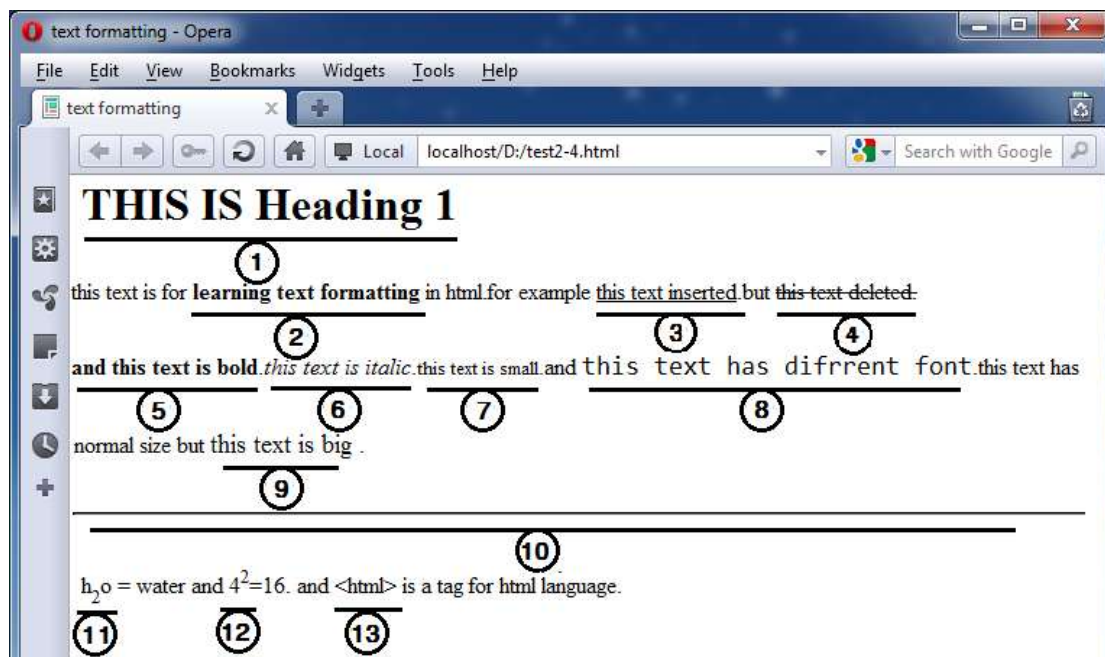 text formatting - Opera
File Edit View Bookmarks Widgets Tools Help
text formatting
Local localhost/D:/test2-4.html Search with Google
THIS IS Heading 1
1
this text is for learning text formatting in html.for example this text inserted.but this text deleted.
2 3 4
and this text is bold.this text is italic.this text is small.and this text has difrrent font.this text has
5 6 7 8
normal size but this text is big .
9
10
h₂o = water and 4²=16. and <html> is a tag for html language.
11 12 13